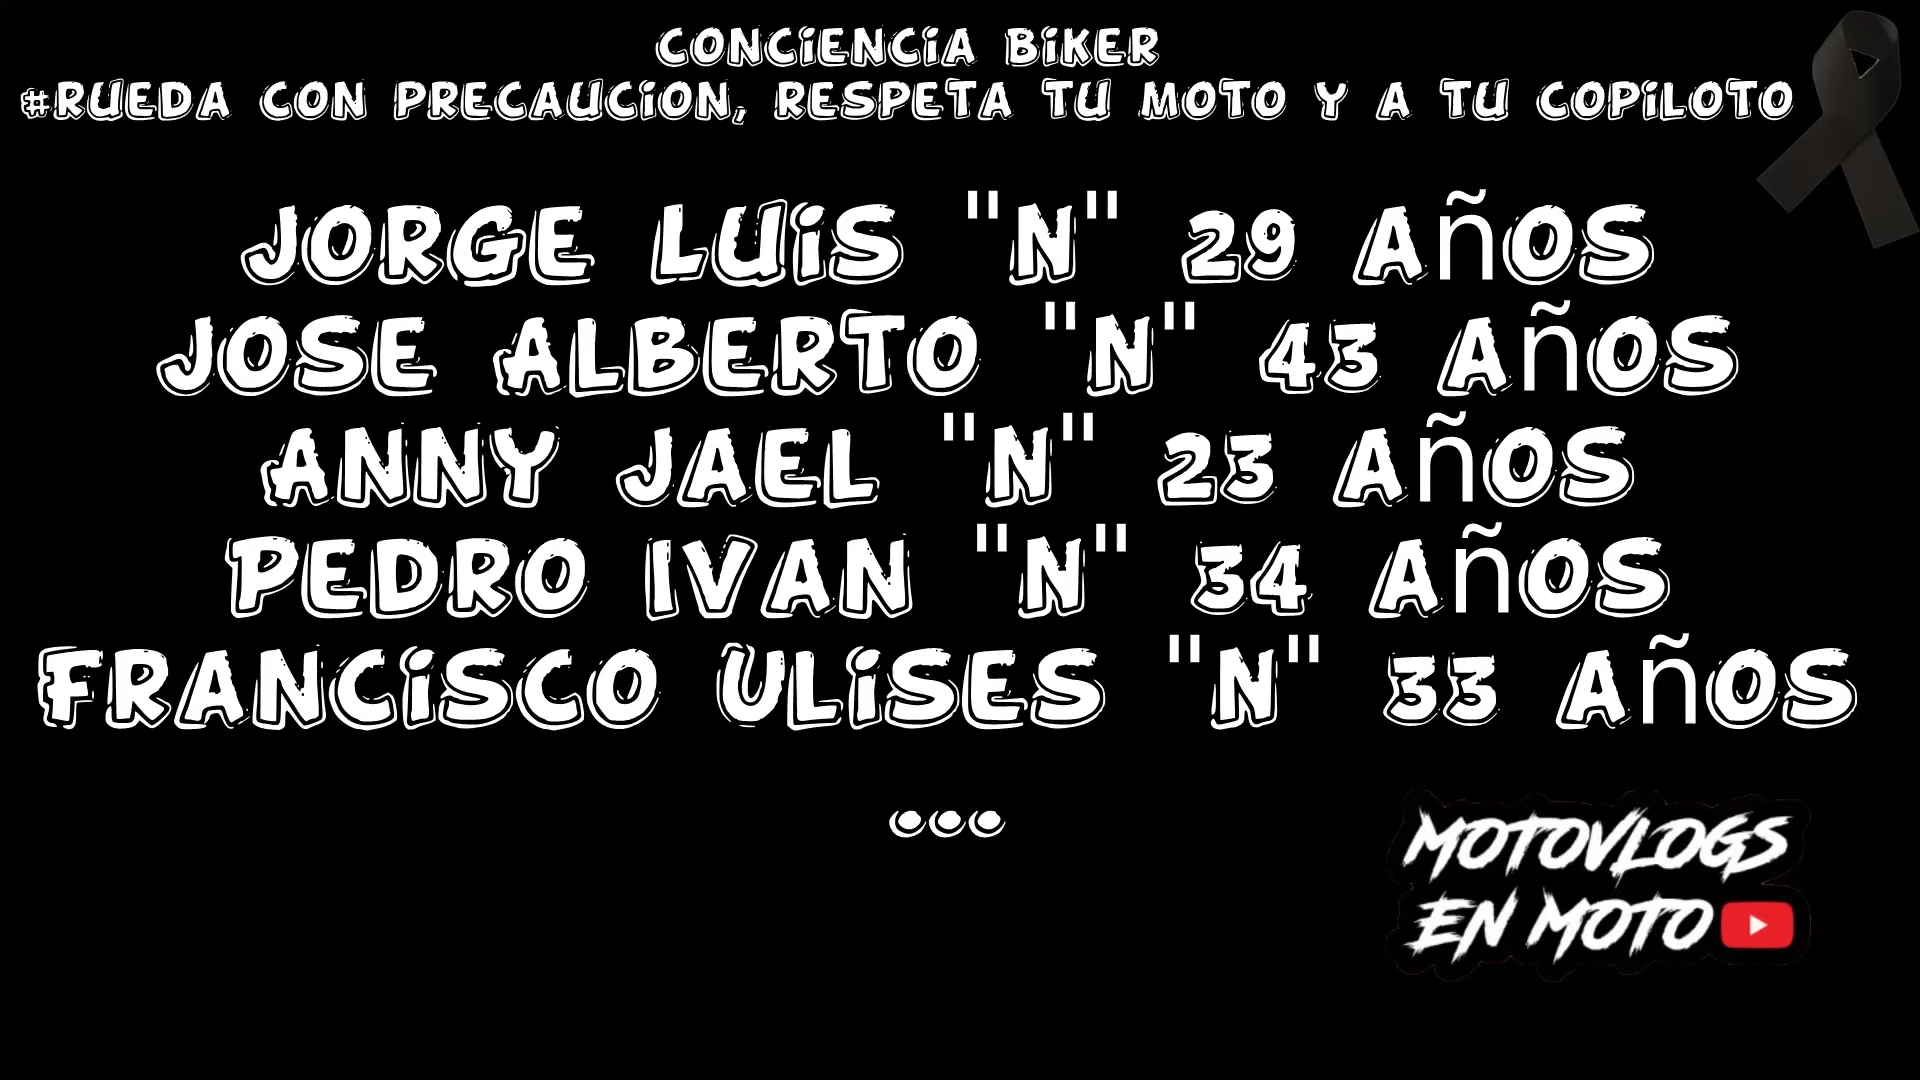 CONCIENCIA BIKER
#RUEDA CON PRECAUCION, RESPETA TU MOTO Y A TU COPILOTO
JORGE LUIS "N" 29 AñOS
JOSE ALBERTO "N" 43 AñOS
ANNY JAEL "N" 23 AñOS
PEDRO IVAN "N" 34 AñOS
FRANCISCO ULISES "N" 33 AñOS
...
MOTOVLOGS
EN MOTO